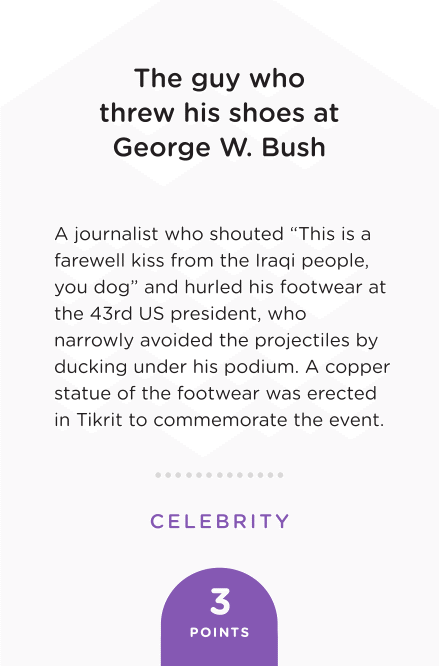 The guy who
threw his shoes at
George W. Bush
A journalist who shouted “This is a
farewell kiss from the Iraqi people,
you dog” and hurled his footwear at
the 43rd US president, who
narrowly avoided the projectiles by
ducking under his podium. A copper
statue of the footwear was erected
in Tikrit to commemorate the event.
CELEBRITY
3
POINTS